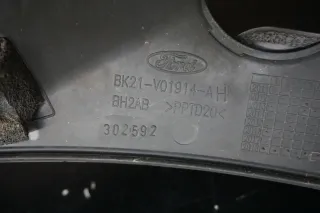 Ford
BK21-V01914-AH
BH2AB >PPTD20<
302592